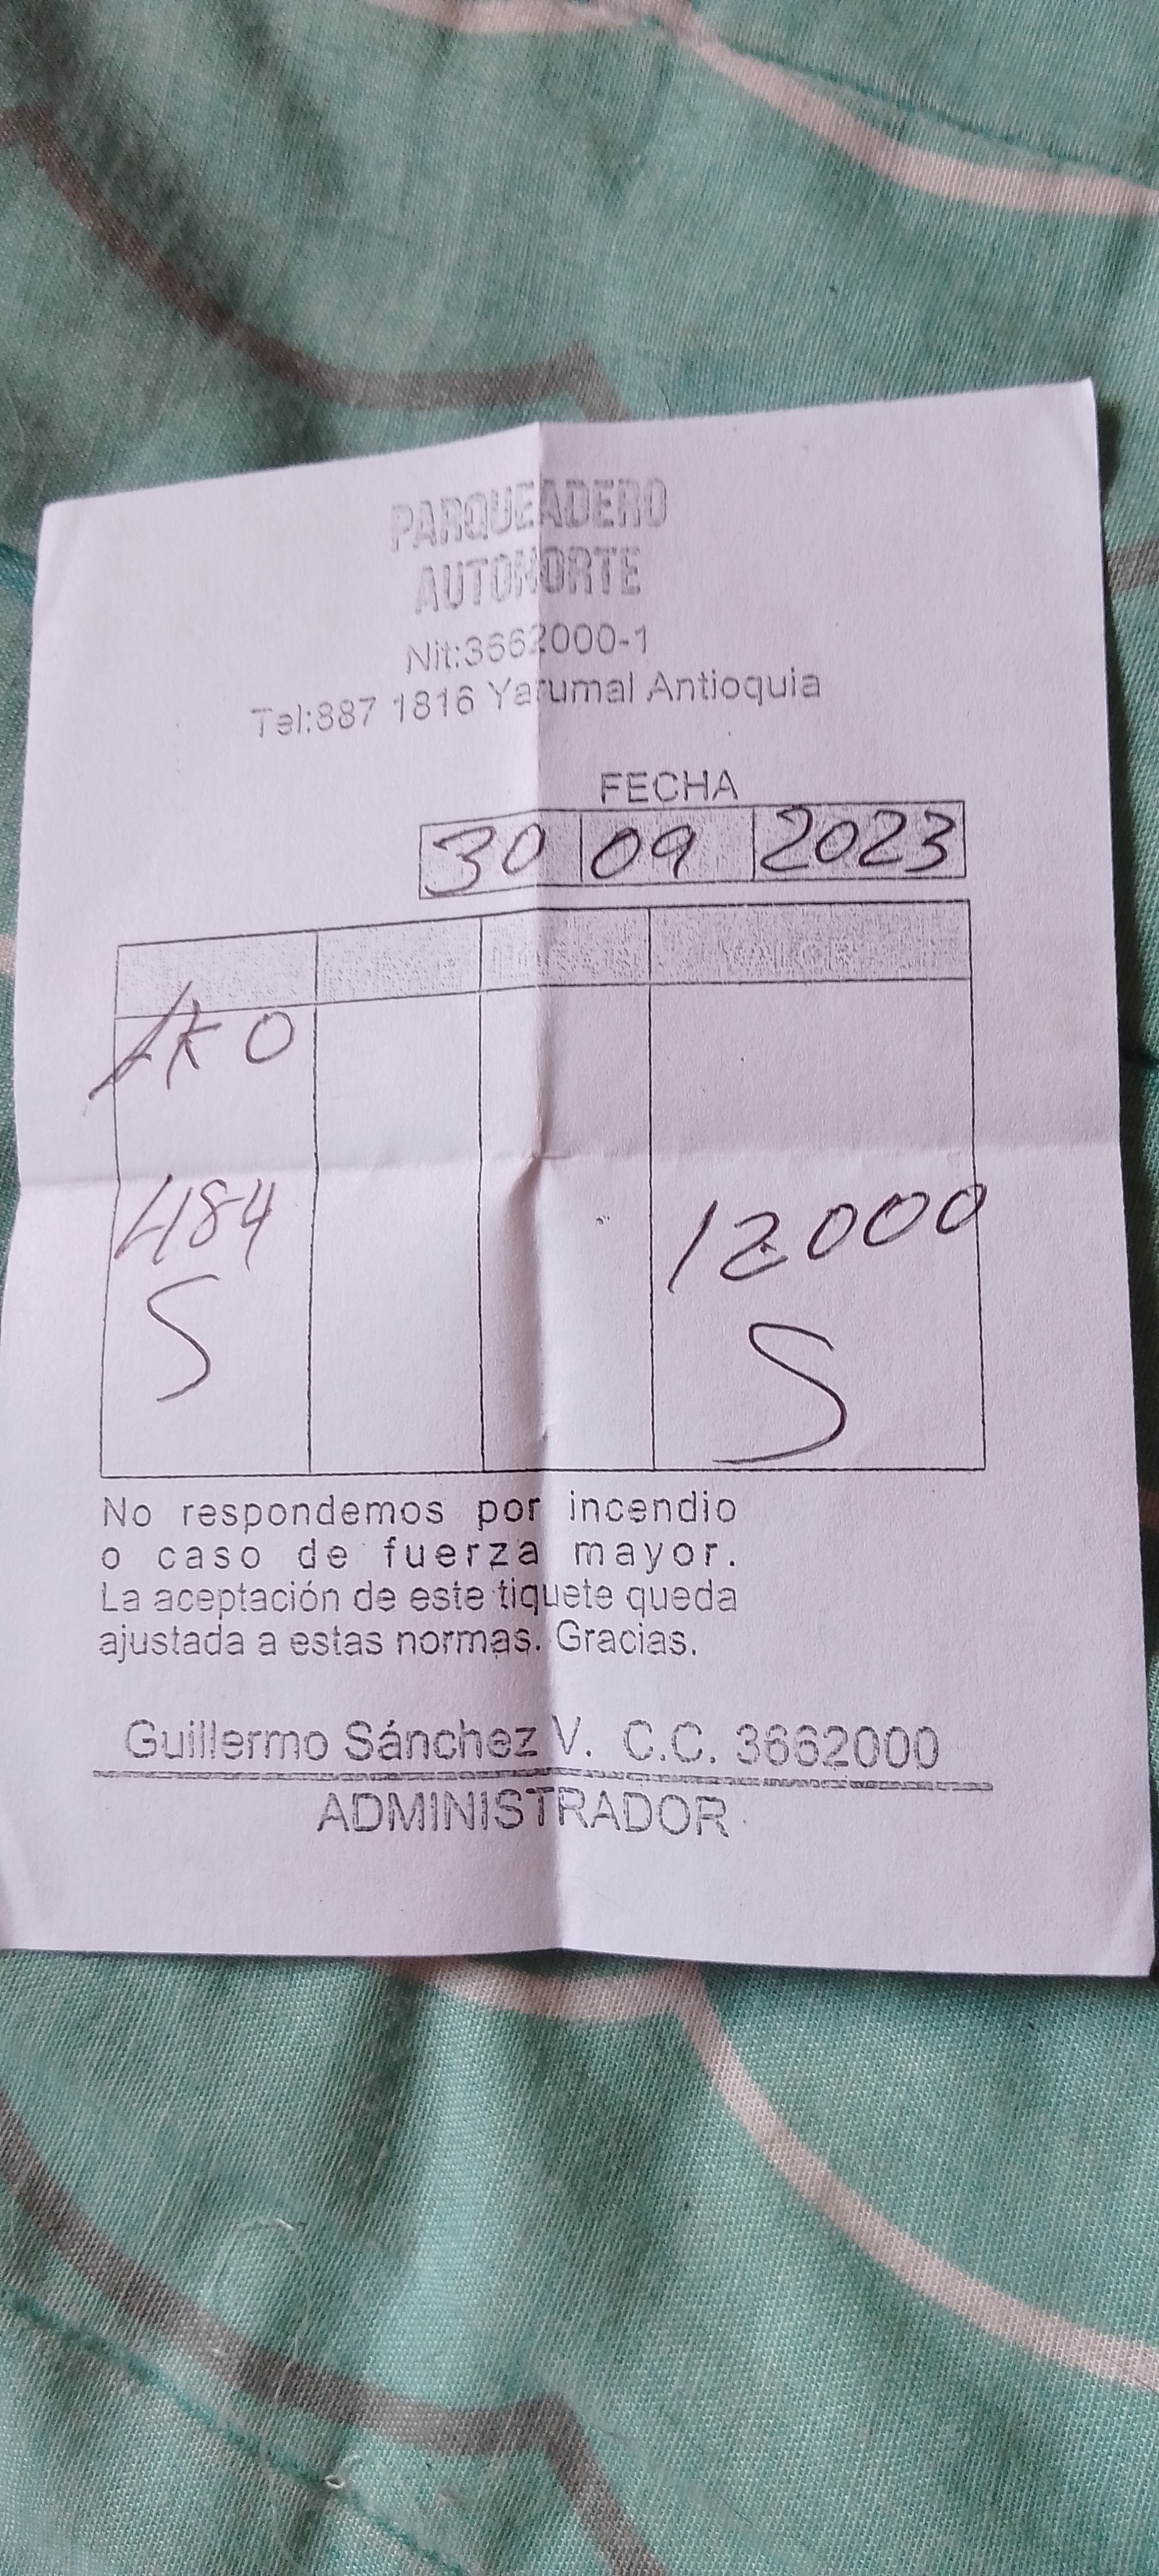 PARQUEADERO
AUTONORTE
Nit:3662000-1
Tel:887 1816 Yarumal Antioquia
FECHA
30 09 2023
VALOR
484 12000
S S
No respondemos por incendio
o caso de fuerza mayor.
La aceptación de este tiquete queda
ajustada a estas normas. Gracias.
Guillermo Sánchez V. C.C. 3662000
ADMINISTRADOR